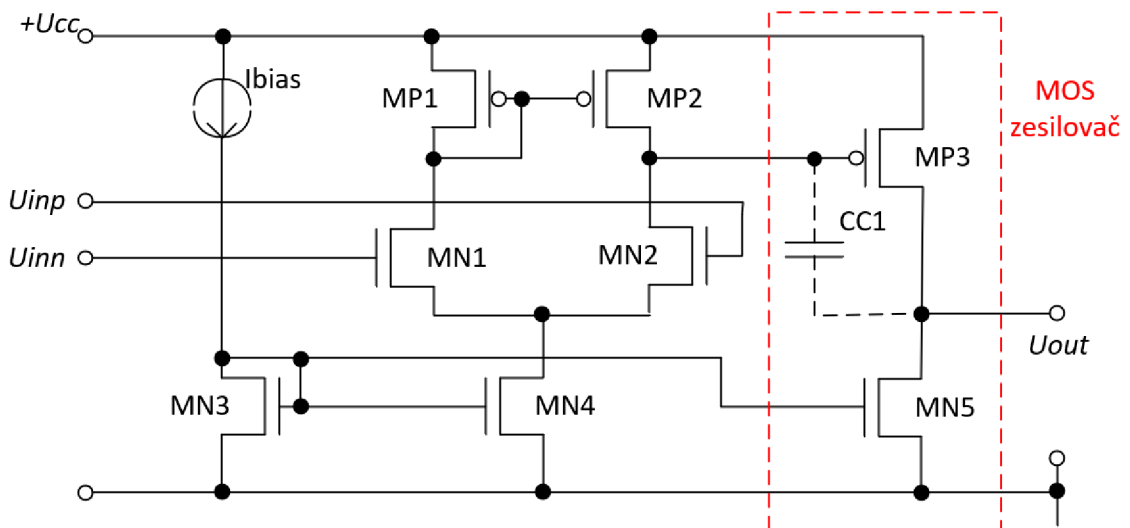 +Ucc
Ibias
MP1
MP2
MOS
zesilovač
MP3
Uinp
CC1
Uinn
MN1
MN2
Uout
MN3
MN4
MN5